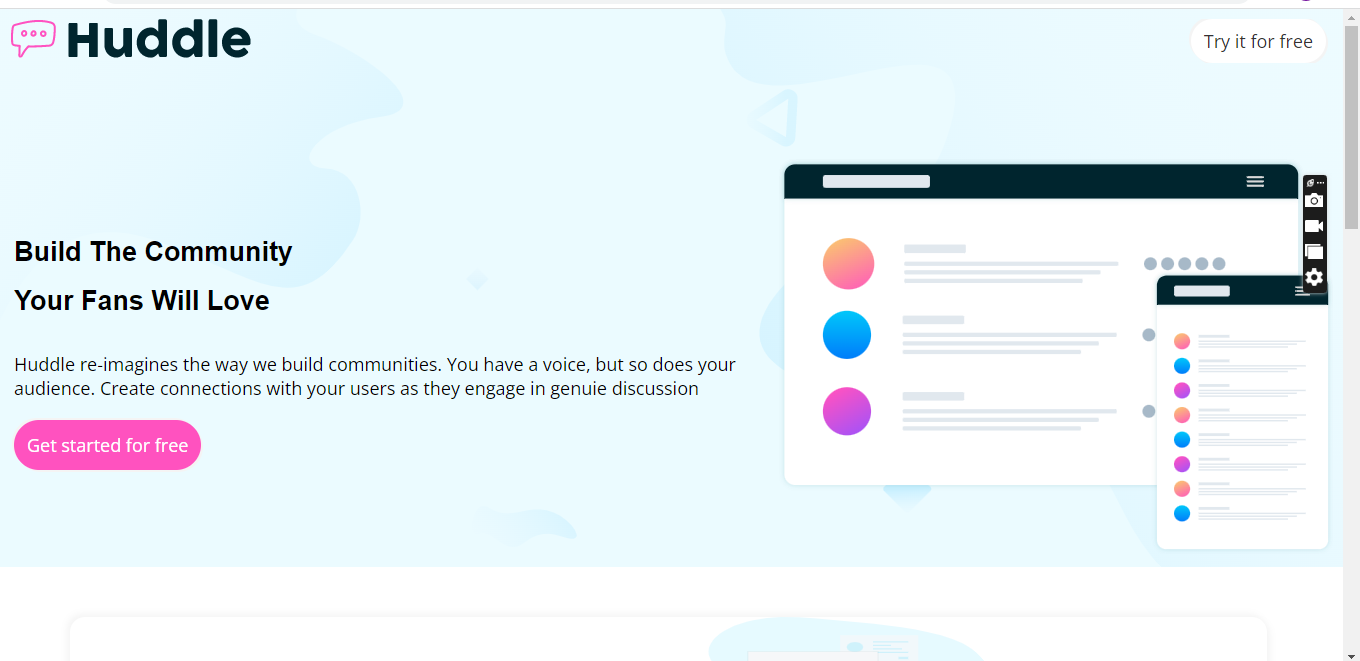 Huddle
Try it for free
Build The Community
Your Fans Will Love
Huddle re-imagines the way we build communities. You have a voice, but so does your
audience. Create connections with your users as they engage in genuie discussion
Get started for free